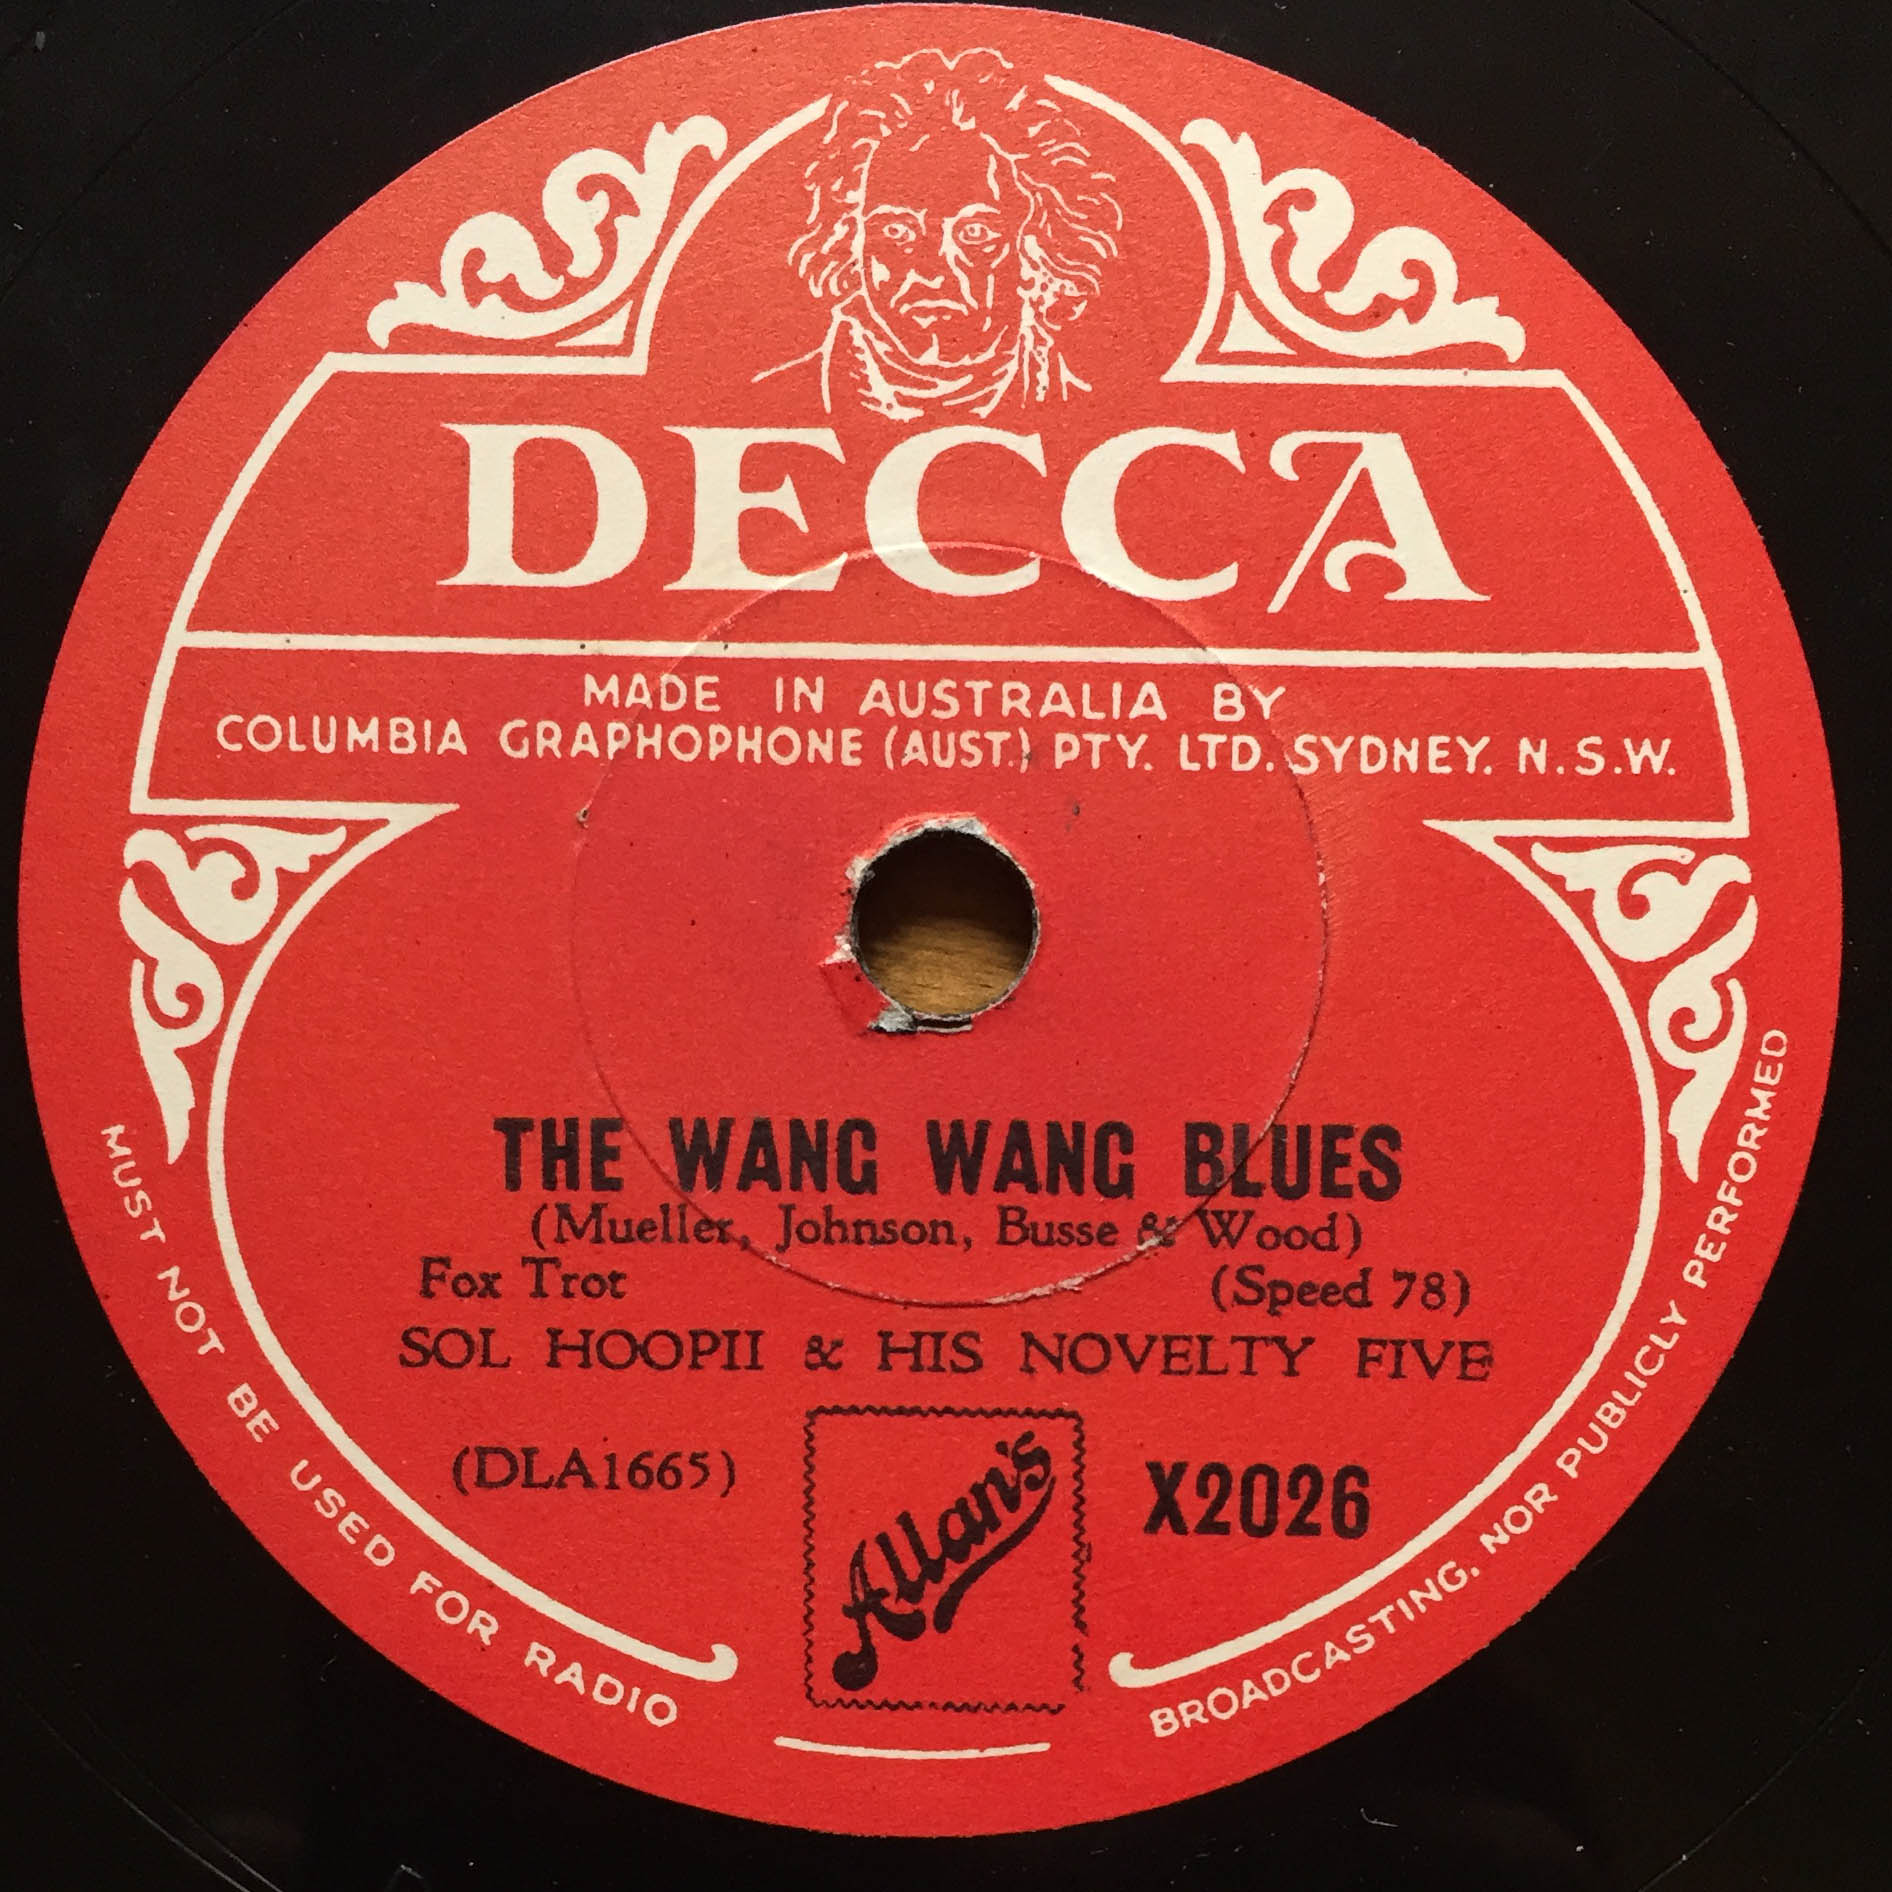 DECCA
MADE IN AUSTRALIA BY
COLUMBIA GRAPHOPHONE (AUST.) PTY. LTD. SYDNEY. N.S.W.
THE WANG WANG BLUES
(Mueller, Johnson, Busse & Wood)
Fox Trot (Speed 78)
SOL HOOPII & HIS NOVELTY FIVE
(DLA1665) Allan's X2026
MUST NOT BE USED FOR RADIO BROADCASTING, NOR PUBLICLY PERFORMED